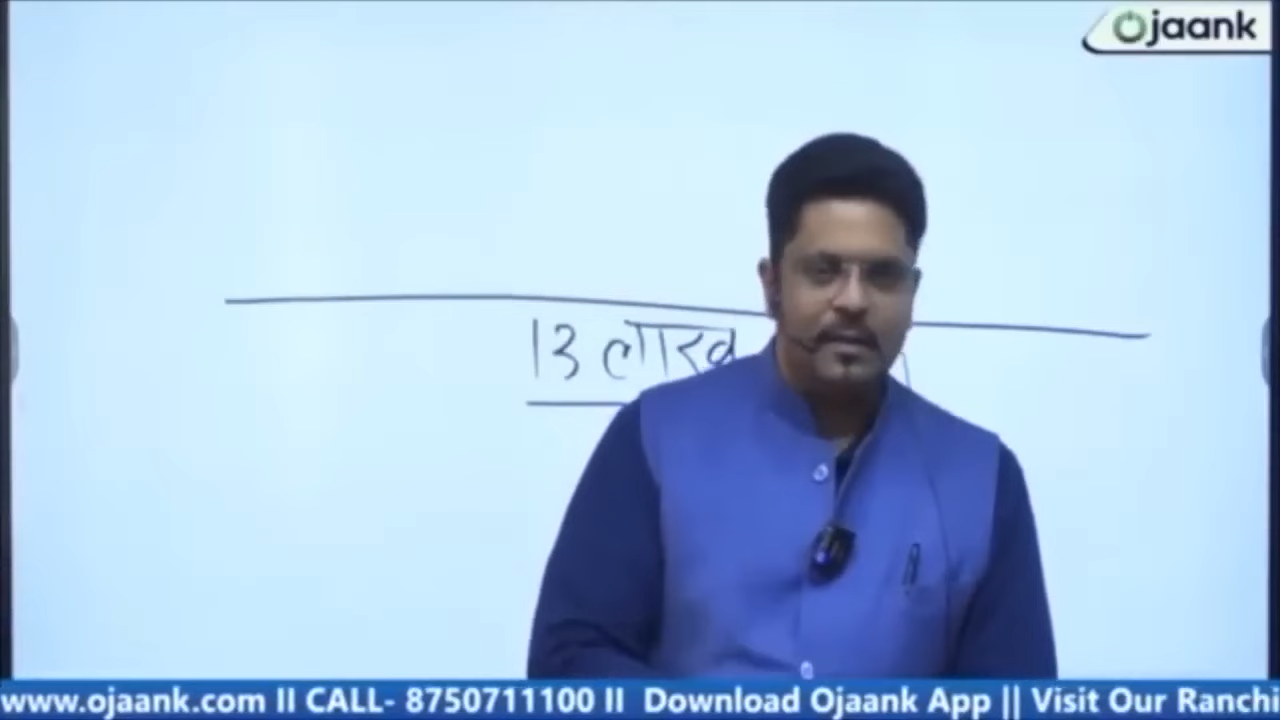 Ojaank
13 लाख
www.ojaank.com II CALL- 8750711100 II Download Ojaank App || Visit Our Ranchi